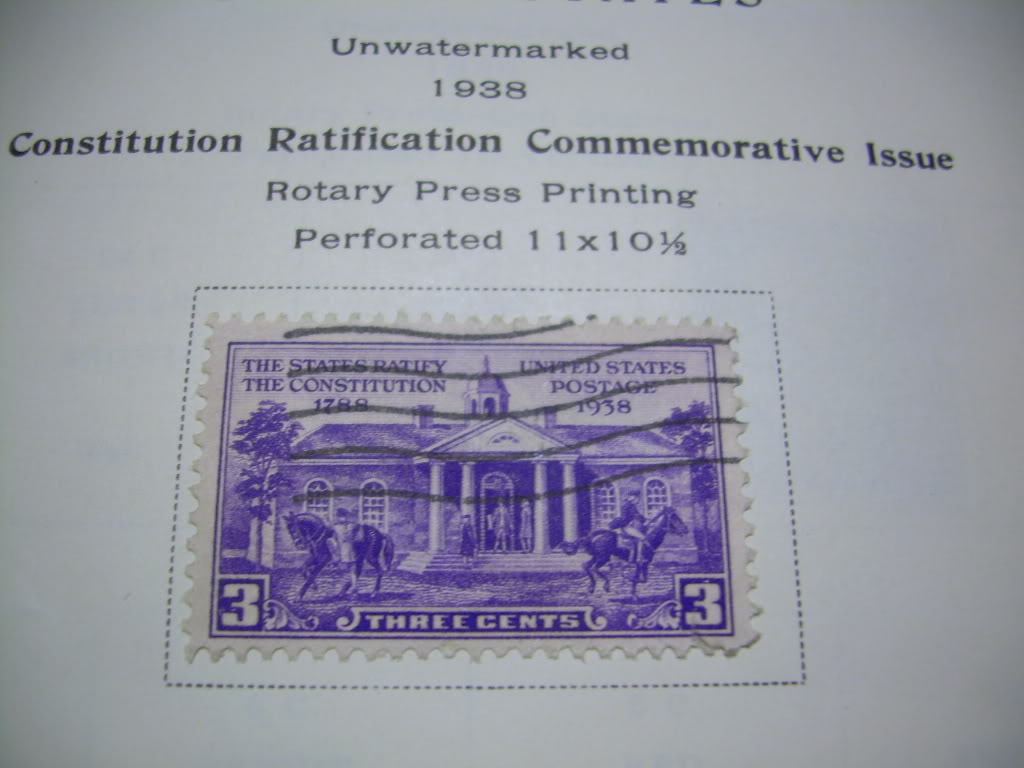 Unwatermarked
1938
Constitution Ratification Commemorative Issue
Rotary Press Printing
Perforated 11x10½
THE STATES RATIFY
THE CONSTITUTION
1788
UNITED STATES
POSTAGE
1938
3
THREE CENTS
3